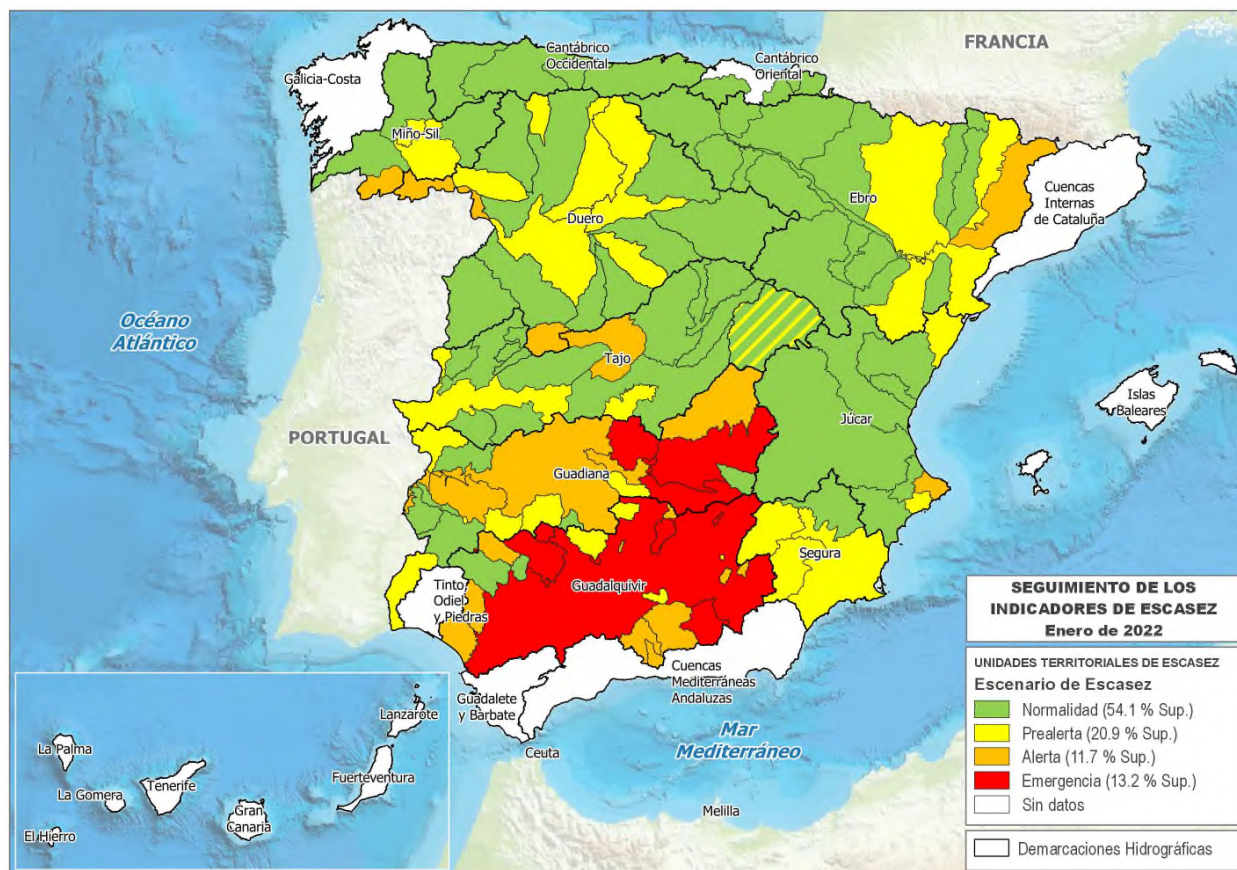 FRANCIA
Cantábrico
Occidental
Cantábrico
Oriental
Galicia-Costa
Miño-Sil
Ebro
Cuencas
Internas
de Cataluña
Duero
Océano
Atlántico
Tajo
Islas
Baleares
Júcar
PORTUGAL
Guadiana
Segura
Guadalquivir
Tinto
Odiel
y Piedras
Cuencas
Mediterráneas
Andaluzas
Guadalete
y Barbate
Mar
Mediterráneo
Ceuta
Melilla
Lanzarote
La Palma
Fuerteventura
Tenerife
La Gomera
Gran
Canaria
El Hierro
SEGUIMIENTO DE LOS
INDICADORES DE ESCASEZ
Enero de 2022
UNIDADES TERRITORIALES DE ESCASEZ
Escenario de Escasez
Normalidad (54.1 % Sup.)
Prealerta (20.9 % Sup.)
Alerta (11.7 % Sup.)
Emergencia (13.2 % Sup.)
Sin datos
Demarcaciones Hidrográficas